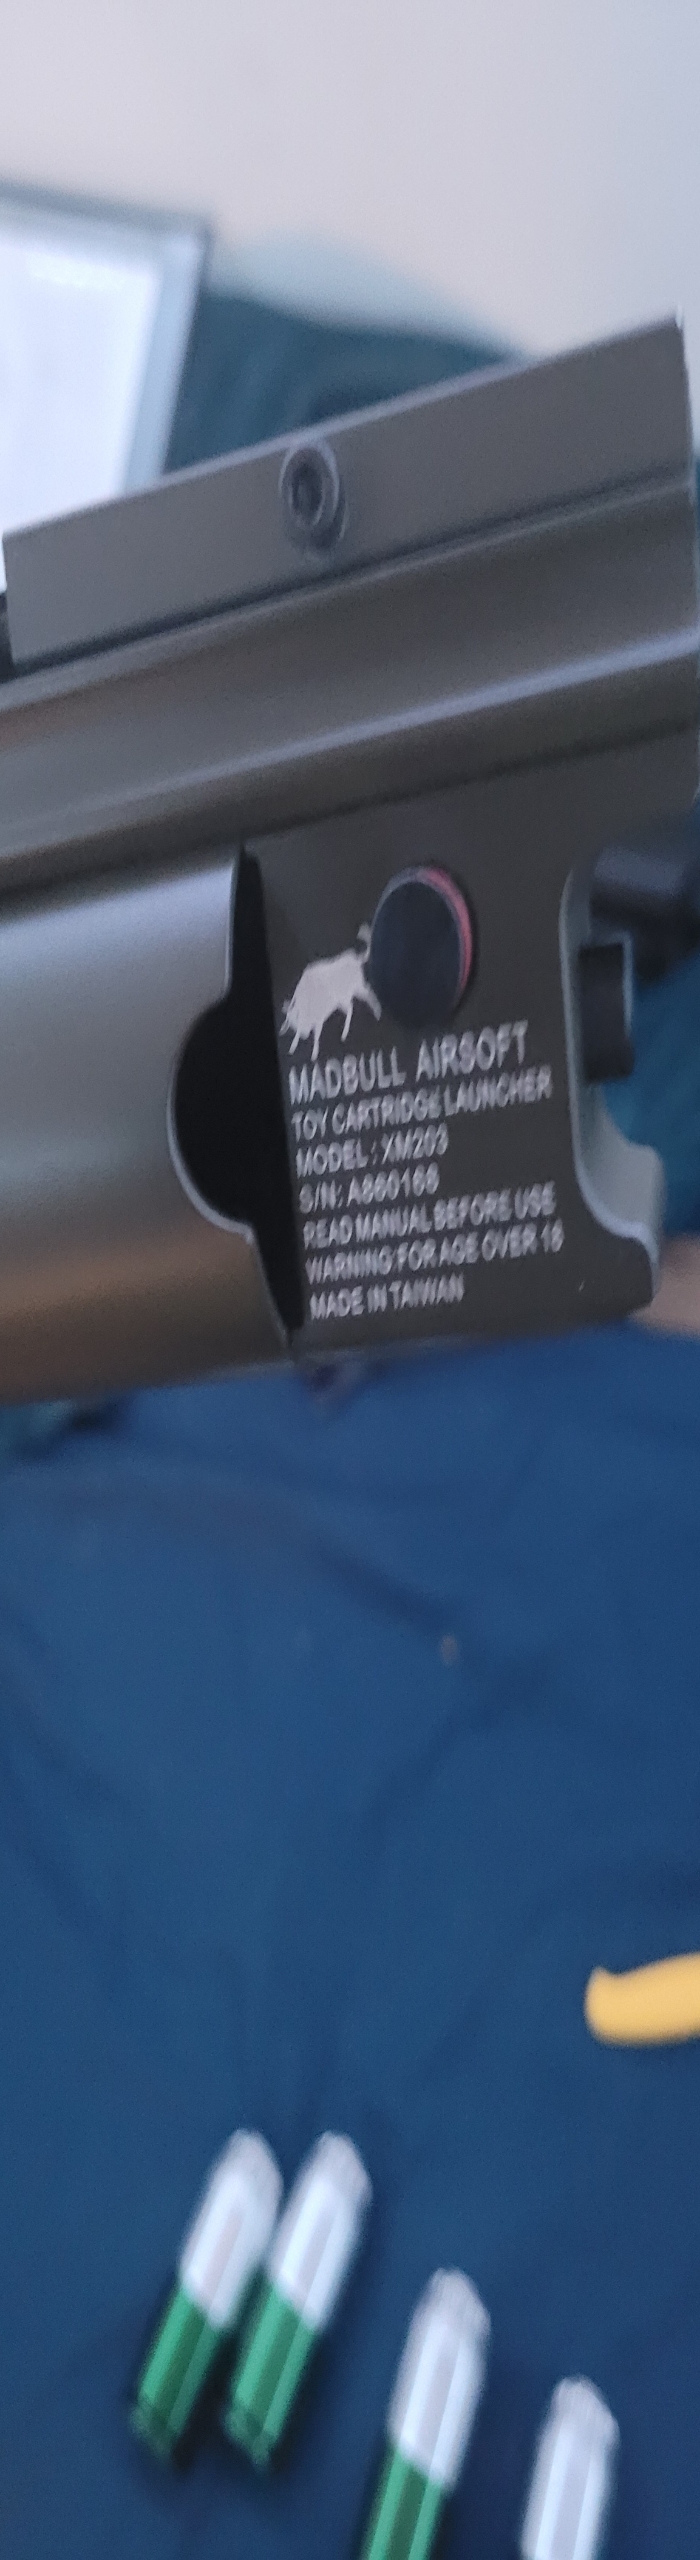 MADBULL AIRSOFT
TOY CARTRIDGE LAUNCHER
MODEL : XM203
S/N: A860168
READ MANUAL BEFORE USE
WARNING FOR AGE OVER 18
MADE IN TAIWAN